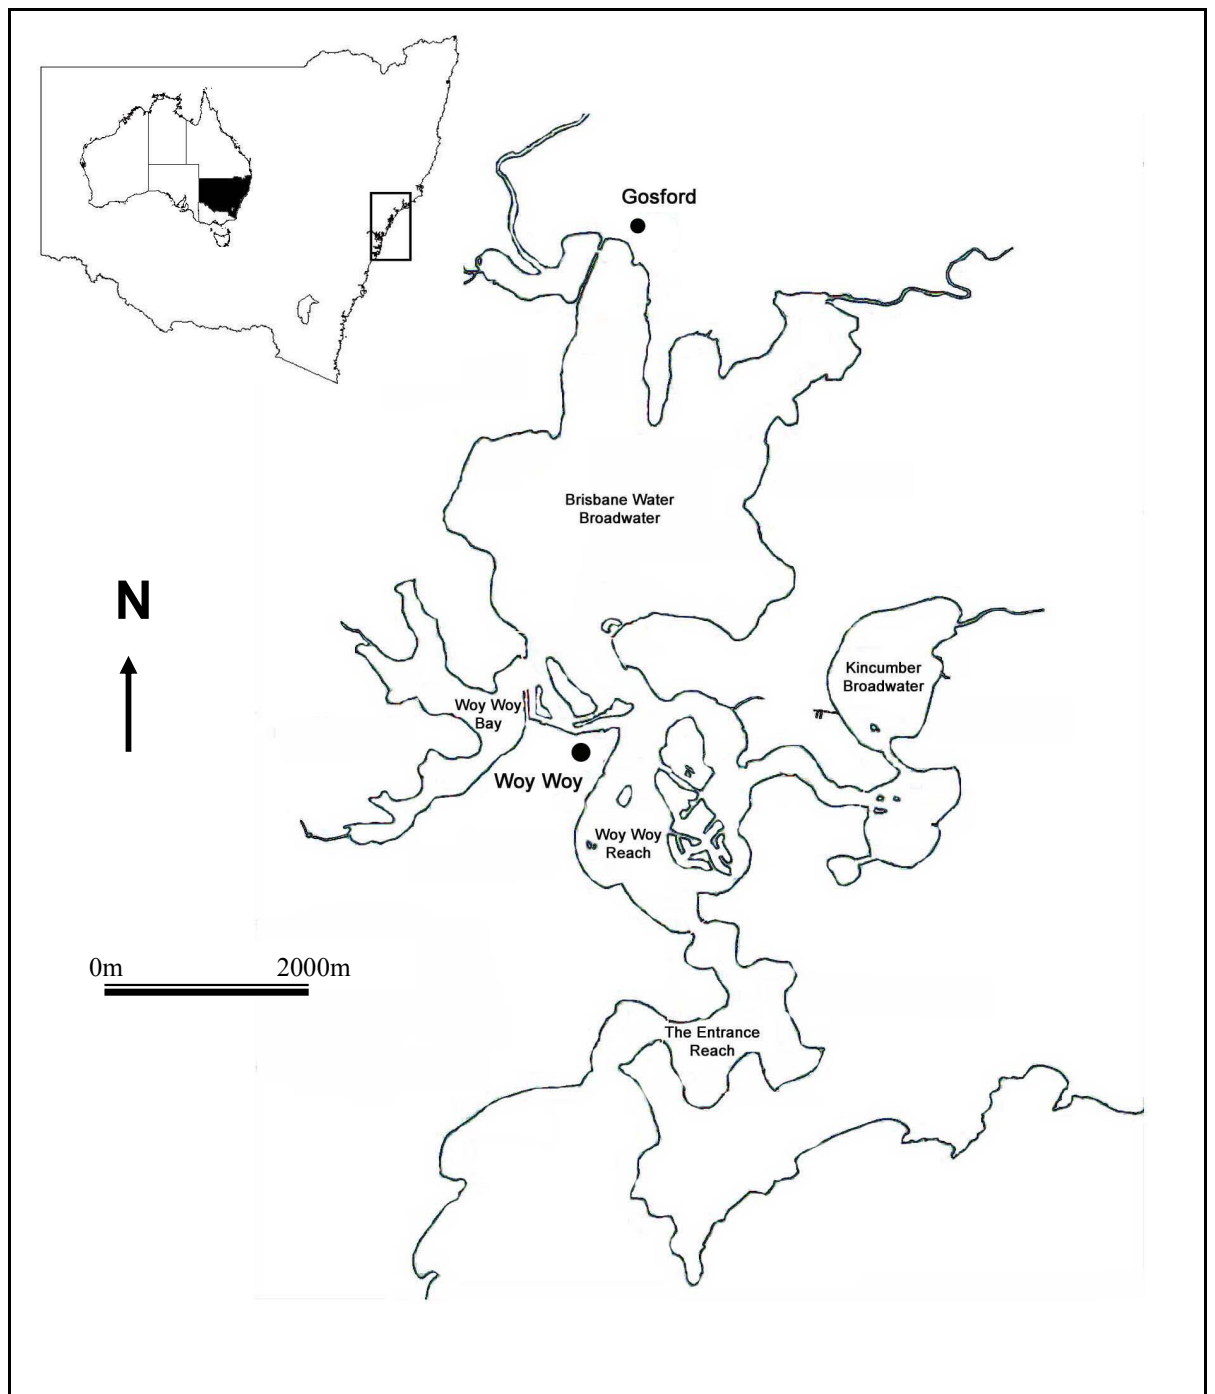 Gosford
Brisbane Water
Broadwater
N
Kincumber
Broadwater
Woy Woy
Bay
Woy Woy
Woy Woy
Reach
0m 2000m
The Entrance
Reach